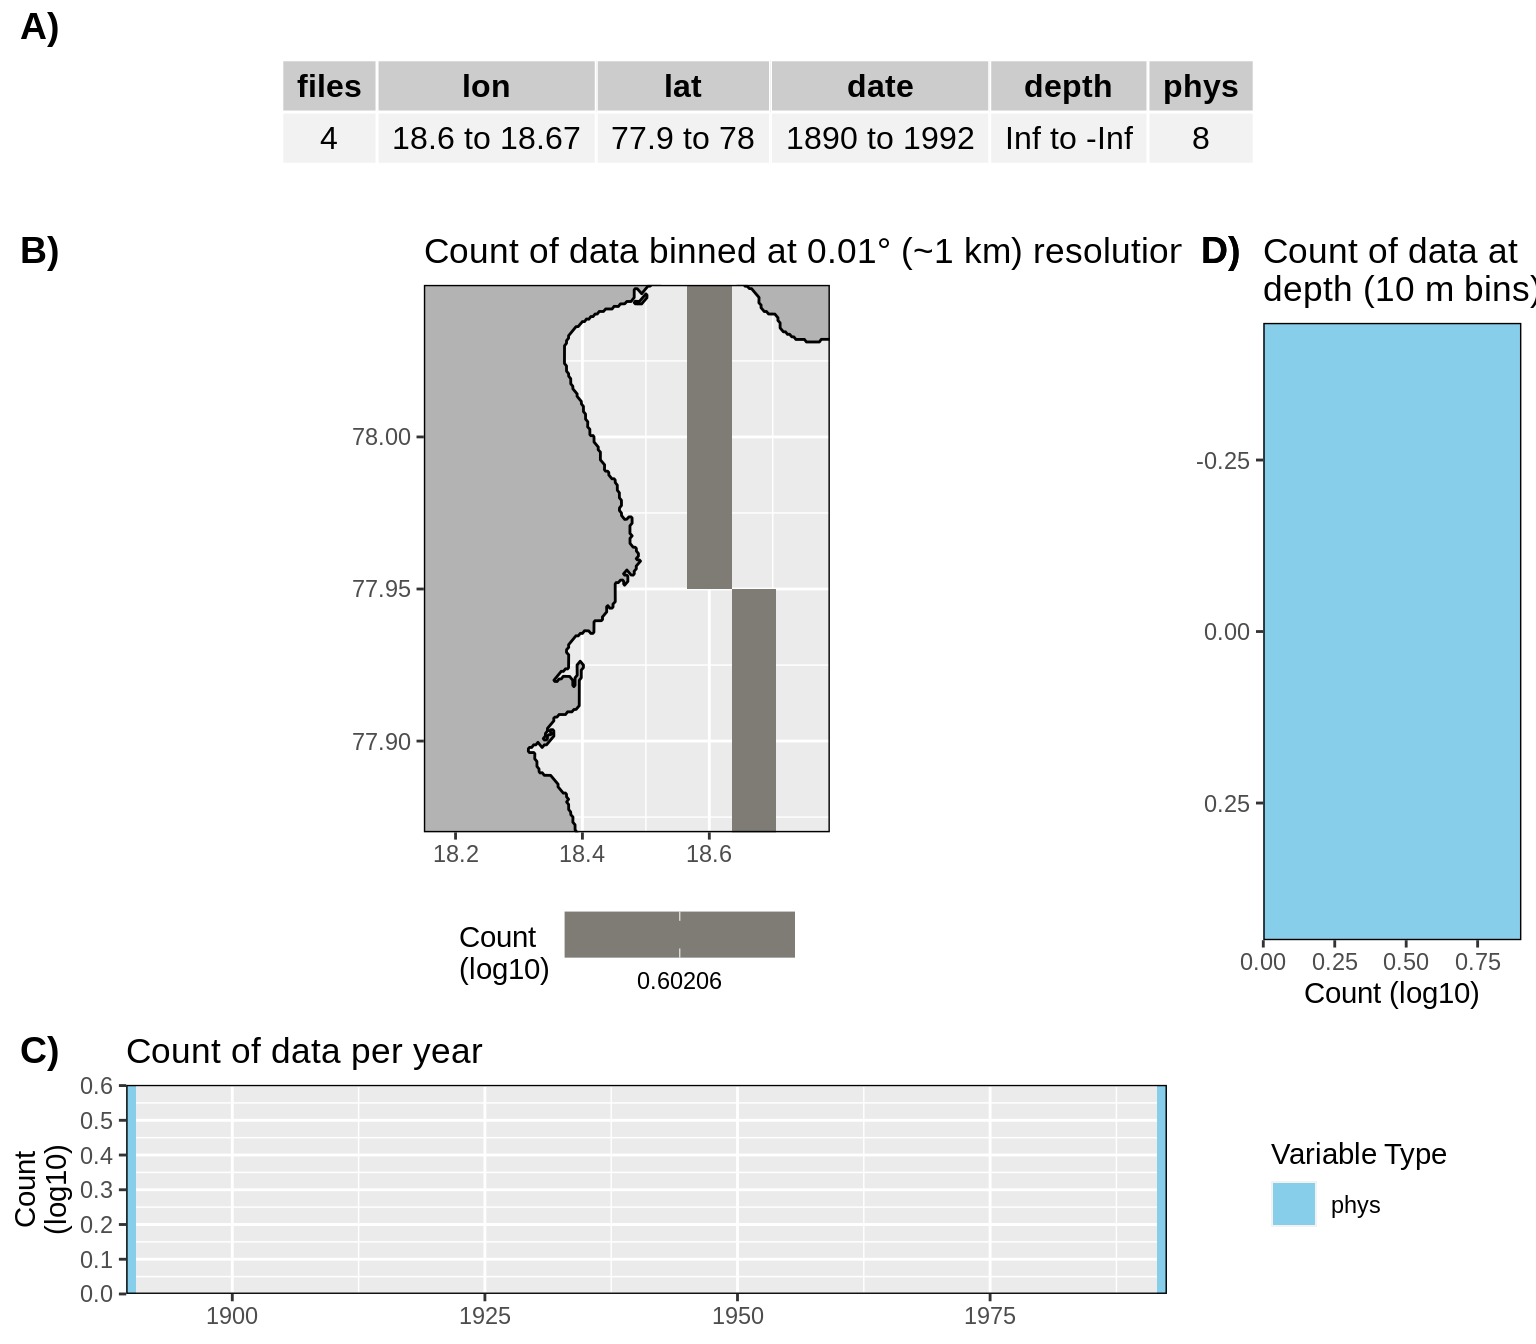 A)
files lon lat date depth phys
4 18.6 to 18.67 77.9 to 78 1890 to 1992 Inf to -Inf 8
B)
Count of data binned at 0.01° (~1 km) resolution
78.00
77.95
77.90
18.2 18.4 18.6
Count
(log10)
0.60206
D)
Count of data at
depth (10 m bins)
-0.25
0.00
0.25
0.00 0.25 0.50 0.75
Count (log10)
C)
Count of data per year
Count
(log10)
0.6
0.5
0.4
0.3
0.2
0.1
0.0
1900 1925 1950 1975
Variable Type
phys